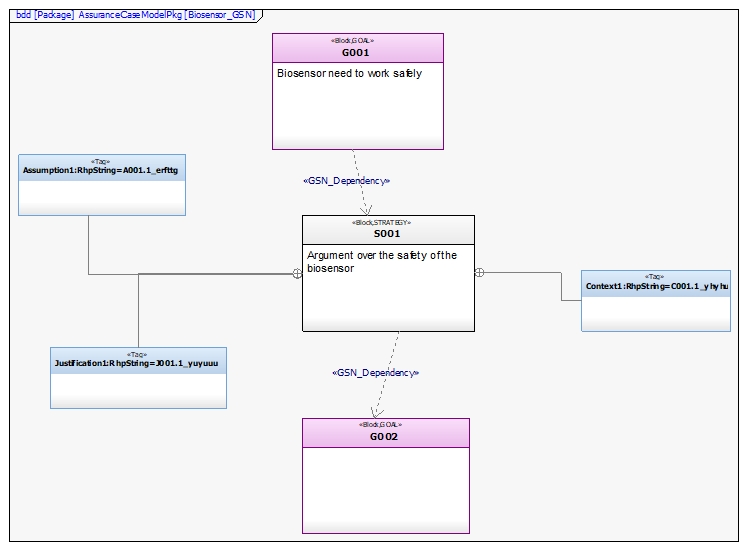 bdd [Package] AssuranceCaseModelPkg [Biosensor_GSN]
«Block,GOAL»
G001
Biosensor need to work safely
«GSN_Dependency»
«Tag»
Assumption1:RhpString=A001.1_erfttg
«Block,STRATEGY»
S001
Argument over the safety of the
biosensor
«Tag»
Context1:RhpString=C001.1_yhyhu
«Tag»
Justification1:RhpString=J001.1_yuyuuu
«GSN_Dependency»
«Block,GOAL»
G002